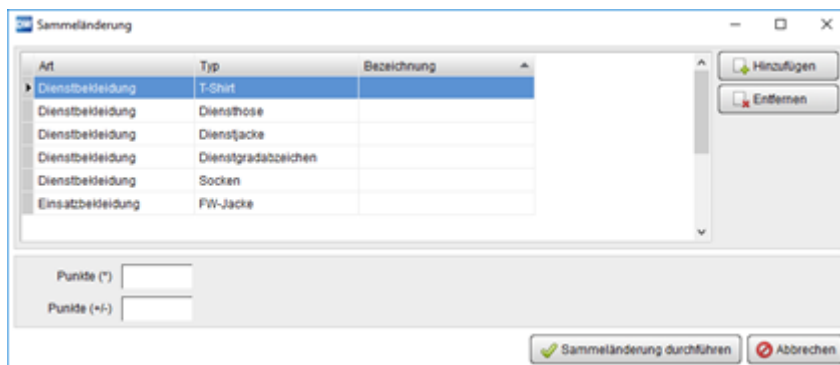 Sammeländerung
Art Typ Bezeichnung
Dienstbekleidung T-Shirt
Dienstbekleidung Diensthose
Dienstbekleidung Dienstjacke
Dienstbekleidung Dienstgradabzeichen
Dienstbekleidung Socken
Einsatzbekleidung FW-Jacke
Hinzufügen
Entfernen
Punkte (*)
Punkte (+/-)
Sammeländerung durchführen Abbrechen